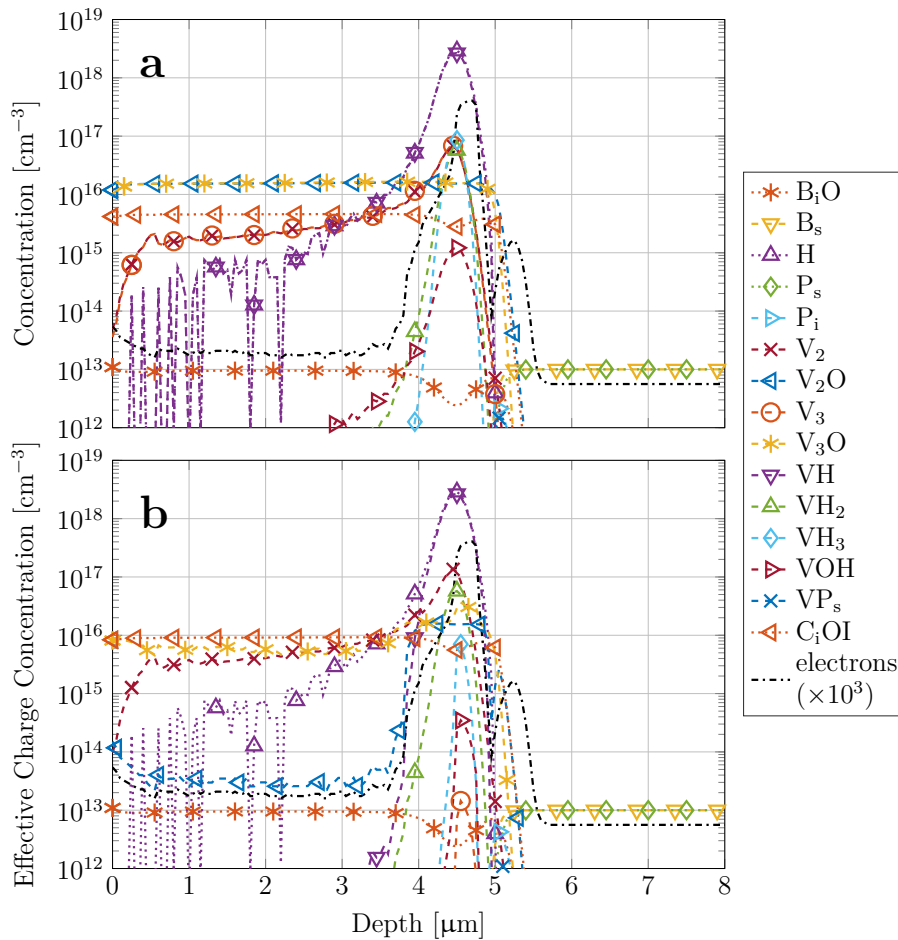 10^19
10^18
10^17
10^16
10^15
10^14
10^13
10^12
Concentration [cm^−3]
a
B_iO
B_s
H
P_s
P_i
V_2
V_2O
V_3
V_3O
VH
VH_2
VH_3
VOH
VP_s
C_iOI
electrons
(×10^3)
10^19
10^18
10^17
10^16
10^15
10^14
10^13
10^12
Effective Charge Concentration [cm^−3]
b
0 1 2 3 4 5 6 7 8
Depth [μm]